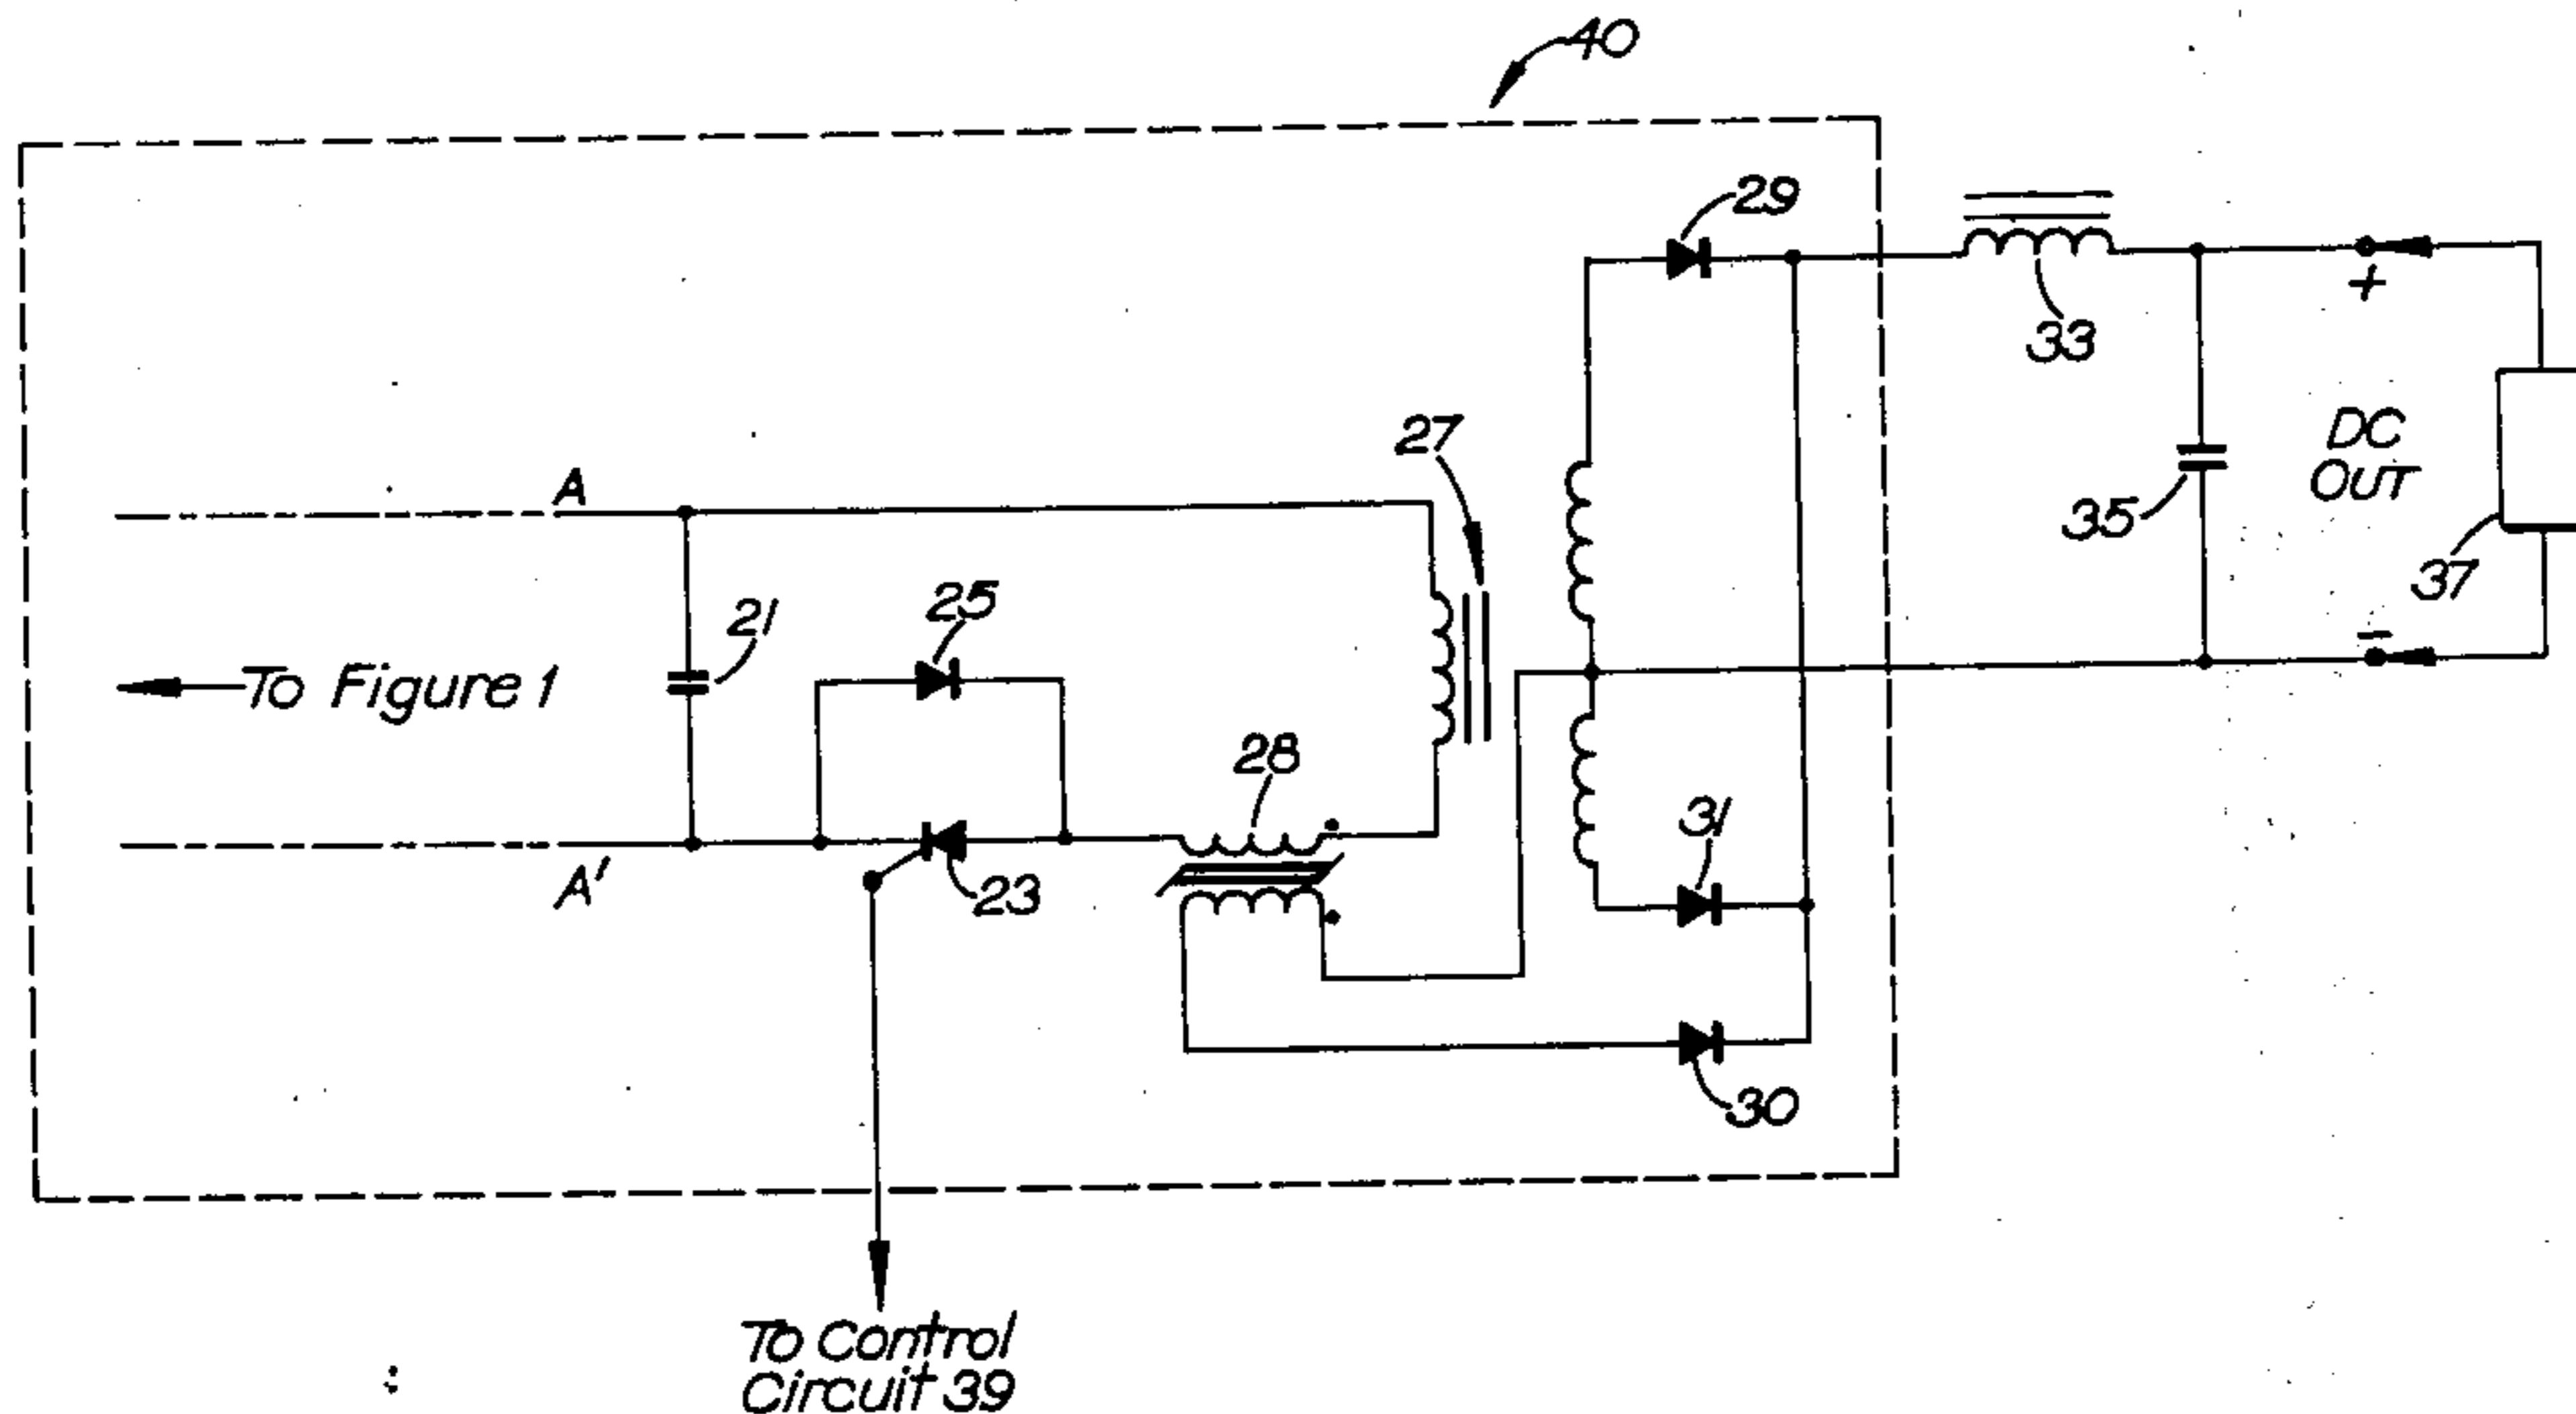 40
29
33
+
27
DC
OUT
35
A
25
21
To Figure 1
-
37
28
31
A'
23
30
To Control
Circuit 39